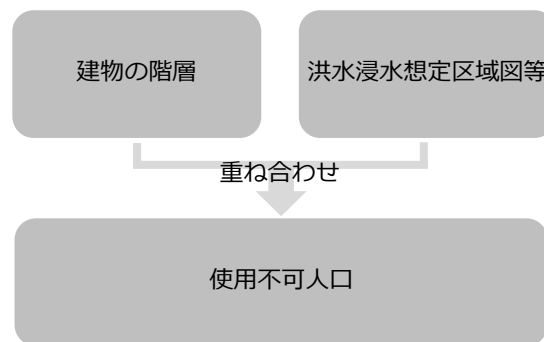 建物の階層
洪水浸水想定区域図等
重ね合わせ
使用不可人口